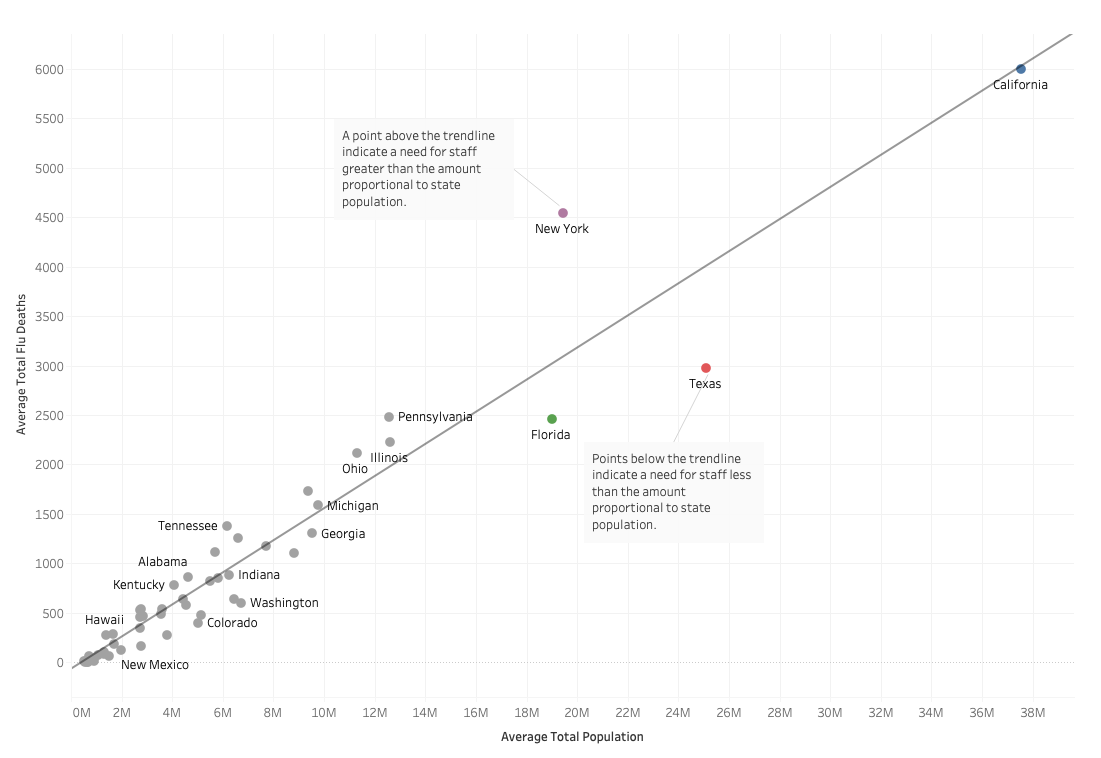 6000
California
5500
A point above the trendline
indicate a need for staff
greater than the amount
proportional to state
population.
5000
4500
New York
4000
3500
Average Total Flu Deaths
3000
Texas
2500
Pennsylvania
Florida
2000
Illinois
Ohio
Points below the trendline
indicate a need for staff less
than the amount
proportional to state
population.
1500
Michigan
Tennessee
Georgia
1000
Alabama
Kentucky
Indiana
500
Washington
Hawaii
Colorado
0
New Mexico
0M 2M 4M 6M 8M 10M 12M 14M 16M 18M 20M 22M 24M 26M 28M 30M 32M 34M 36M 38M
Average Total Population